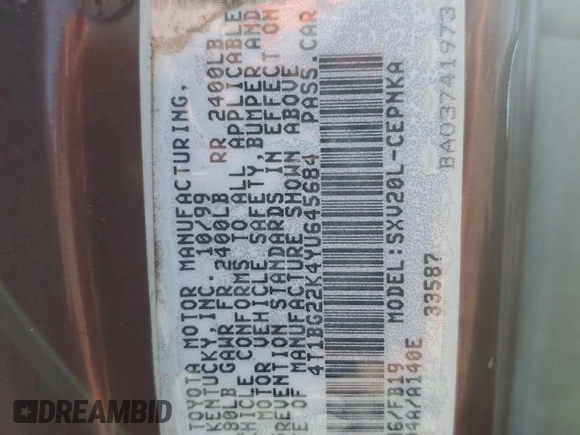 TOYOTA MOTOR MANUFACTURING,
KENTUCKY, INC. 10/99
80LB GAWR FR 2400LB RR 2400LB
HICLE CONFORMS TO ALL APPLICABLE
MOTOR VEHICLE SAFETY, BUMPER AND
REVENTION STANDARDS IN EFFECT ON
E OF MANUFACTURE SHOWN ABOVE
4T1BG22K4YU645684 PASS. CAR
MODEL:SXV20L-CEPNKA
6/FB19 33587
04A/A140E
BA03741973
DREAMBID